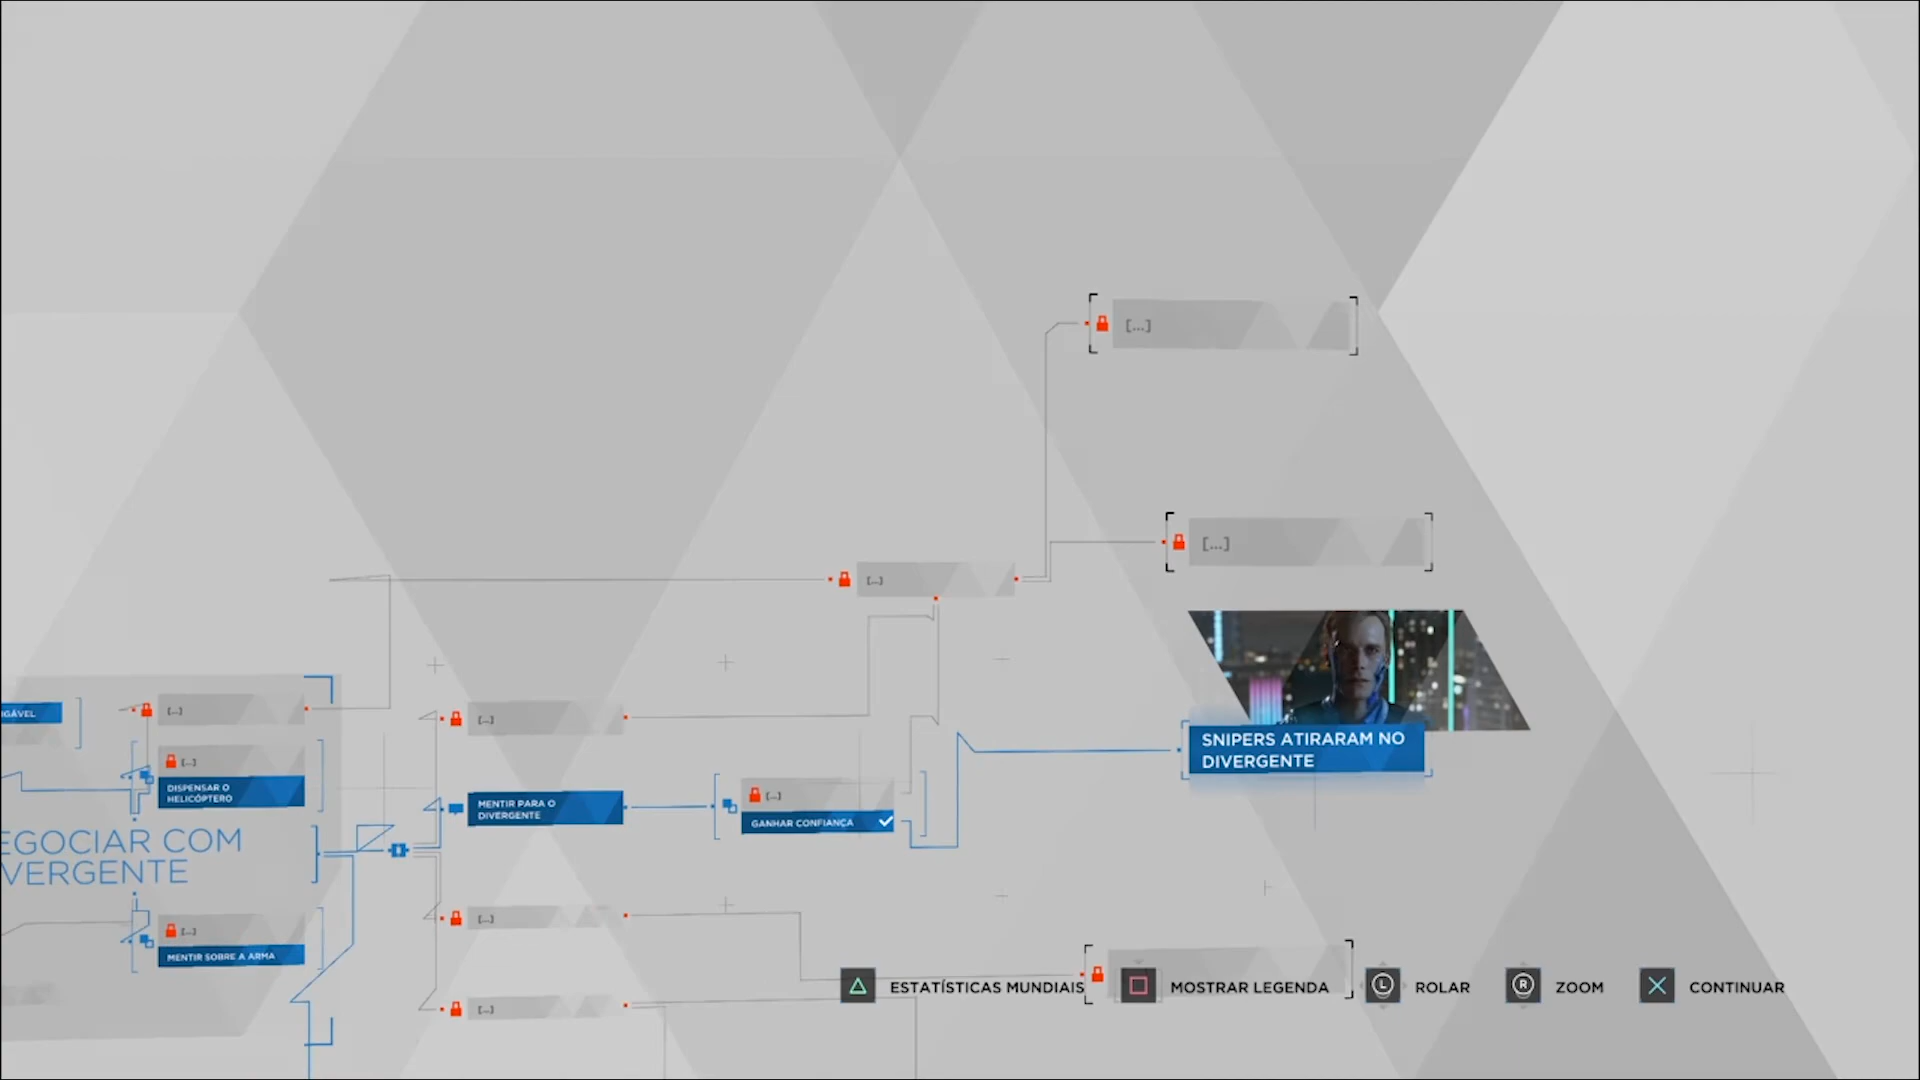 [...]
[...]
[...]
SNIPERS ATIRARAM NO
DIVERGENTE
IGÁVEL
[...]
[...]
[...]
DISPENSAR O
HELICÓPTERO
MENTIR PARA O
DIVERGENTE
[...]
GANHAR CONFIANÇA
EGOCIAR COM
VERGENTE
[...]
MENTIR SOBRE A ARMA
[...]
[...]
ESTATÍSTICAS MUNDIAIS
MOSTRAR LEGENDA
L
ROLAR
R
ZOOM
CONTINUAR